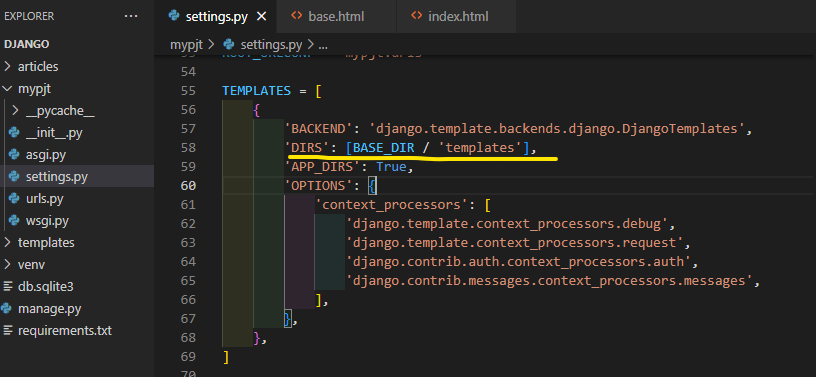 EXPLORER
DJANGO
articles
mypjt
__pycache__
__init__.py
asgi.py
settings.py
urls.py
wsgi.py
templates
venv
db.sqlite3
manage.py
requirements.txt
settings.py
base.html
index.html
mypjt > settings.py > ...
54
55 TEMPLATES = [
56 {
57 'BACKEND': 'django.template.backends.django.DjangoTemplates',
58 'DIRS': [BASE_DIR / 'templates'],
59 'APP_DIRS': True,
60 'OPTIONS': {
61 'context_processors': [
62 'django.template.context_processors.debug',
63 'django.template.context_processors.request',
64 'django.contrib.auth.context_processors.auth',
65 'django.contrib.messages.context_processors.messages',
66 ],
67 },
68 },
69 ]